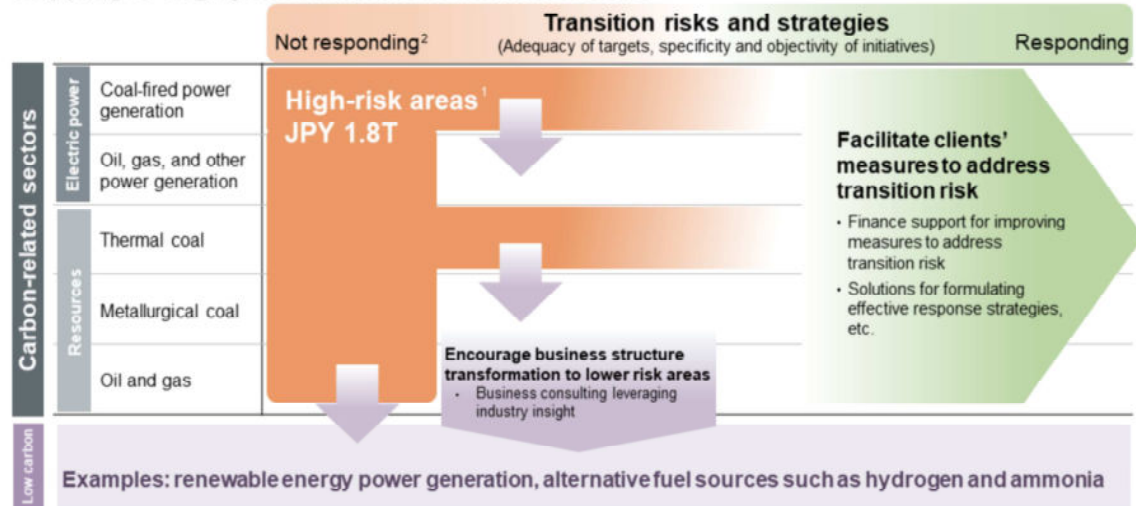 Transition risks and strategies
Not responding2
(Adequacy of targets, specificity and objectivity of initiatives)
Responding
Carbon-related sectors
Electric power
Coal-fired power
generation
Oil, gas, and other
power generation
Resources
Thermal coal
Metallurgical coal
Oil and gas
High-risk areas1
JPY 1.8T
Facilitate clients'
measures to address
transition risk
• Finance support for improving
measures to address
transition risk
• Solutions for formulating
effective response strategies,
etc.
Encourage business structure
transformation to lower risk areas
• Business consulting leveraging
industry insight
Low carbon
Examples: renewable energy power generation, alternative fuel sources such as hydrogen and ammonia